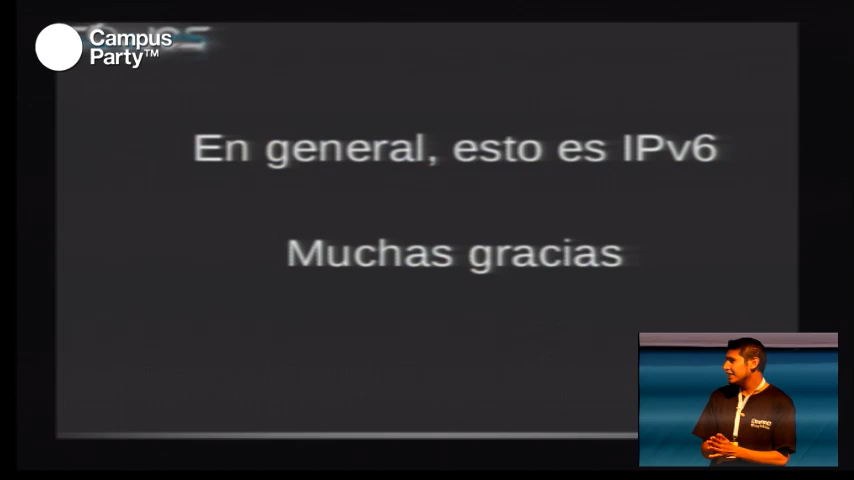 Campus
Party™
En general, esto es IPv6
Muchas gracias